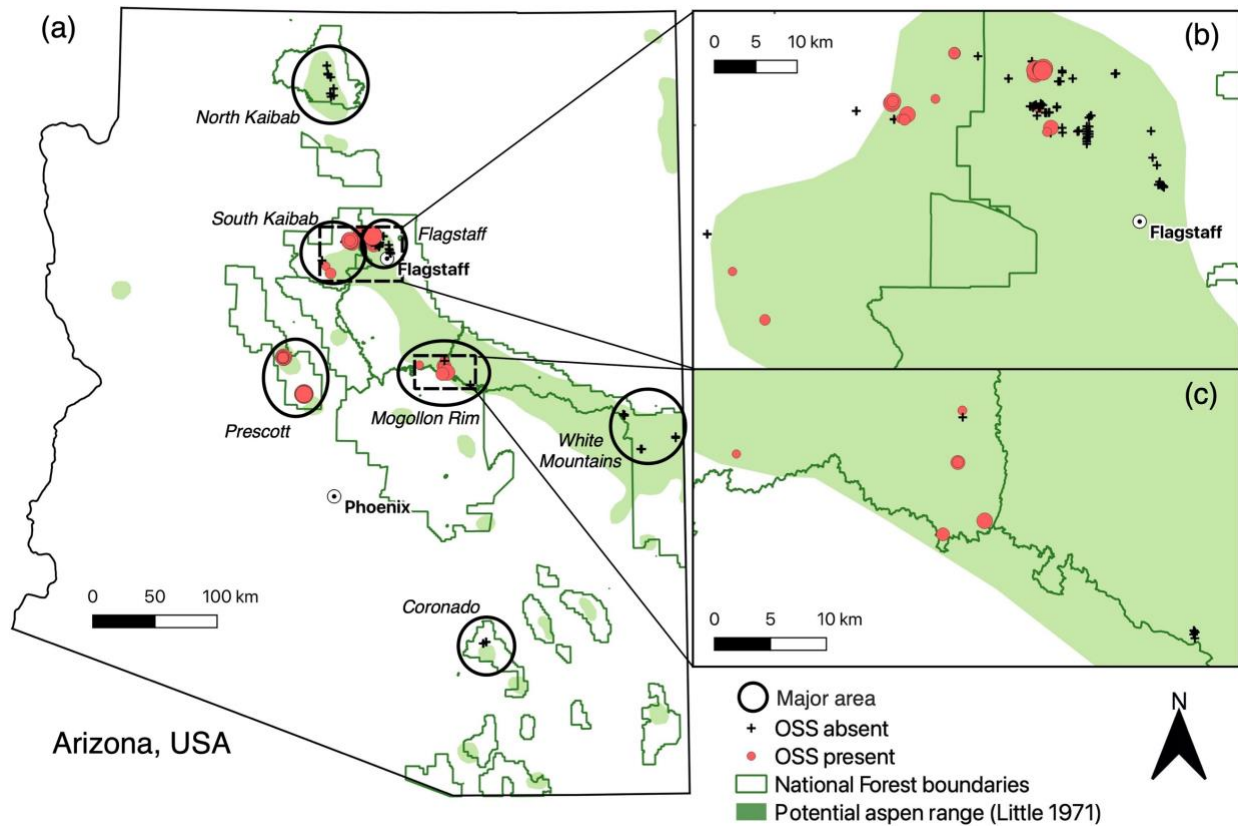 (a)
North Kaibab
South Kaibab
Flagstaff
Flagstaff
Prescott
Mogollon Rim
White
Mountains
Phoenix
0 50 100 km
Coronado
Arizona, USA
(b)
0 5 10 km
Flagstaff
(c)
0 5 10 km
Major area
OSS absent
OSS present
National Forest boundaries
Potential aspen range (Little 1971)
N